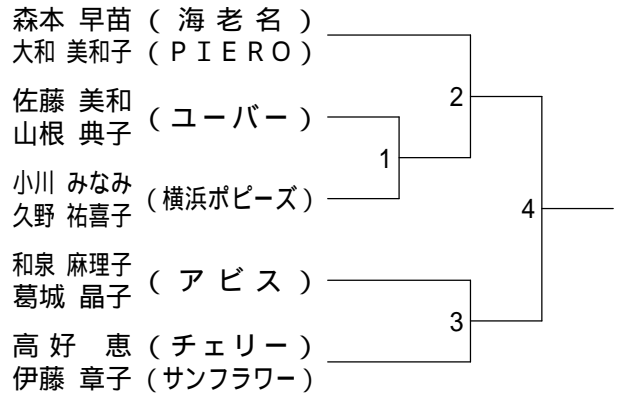 森本 早苗 ( 海 老 名 )
大和 美和子 ( ＰＩＥＲＯ )
佐藤 美和
山根 典子
( ユーバー )
小川 みなみ
久野 祐喜子
( 横浜ポピーズ )
和泉 麻理子
葛城 晶子
( ア ビ ス )
高 好 恵 ( チェリー )
伊藤 章子 ( サンフラワー )
1
2
3
4